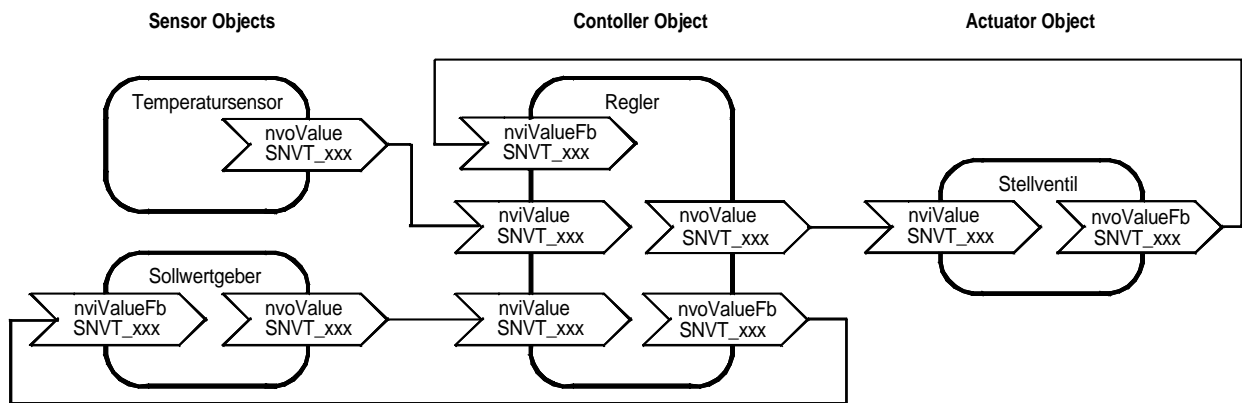 Sensor Objects
Contoller Object
Actuator Object
Temperatursensor
nvoValue
SNVT_xxx
Regler
nviValueFb
SNVT_xxx
nviValue
SNVT_xxx
nvoValue
SNVT_xxx
Stellventil
nviValue
SNVT_xxx
nvoValueFb
SNVT_xxx
Sollwertgeber
nviValueFb
SNVT_xxx
nvoValue
SNVT_xxx
nviValue
SNVT_xxx
nvoValueFb
SNVT_xxx